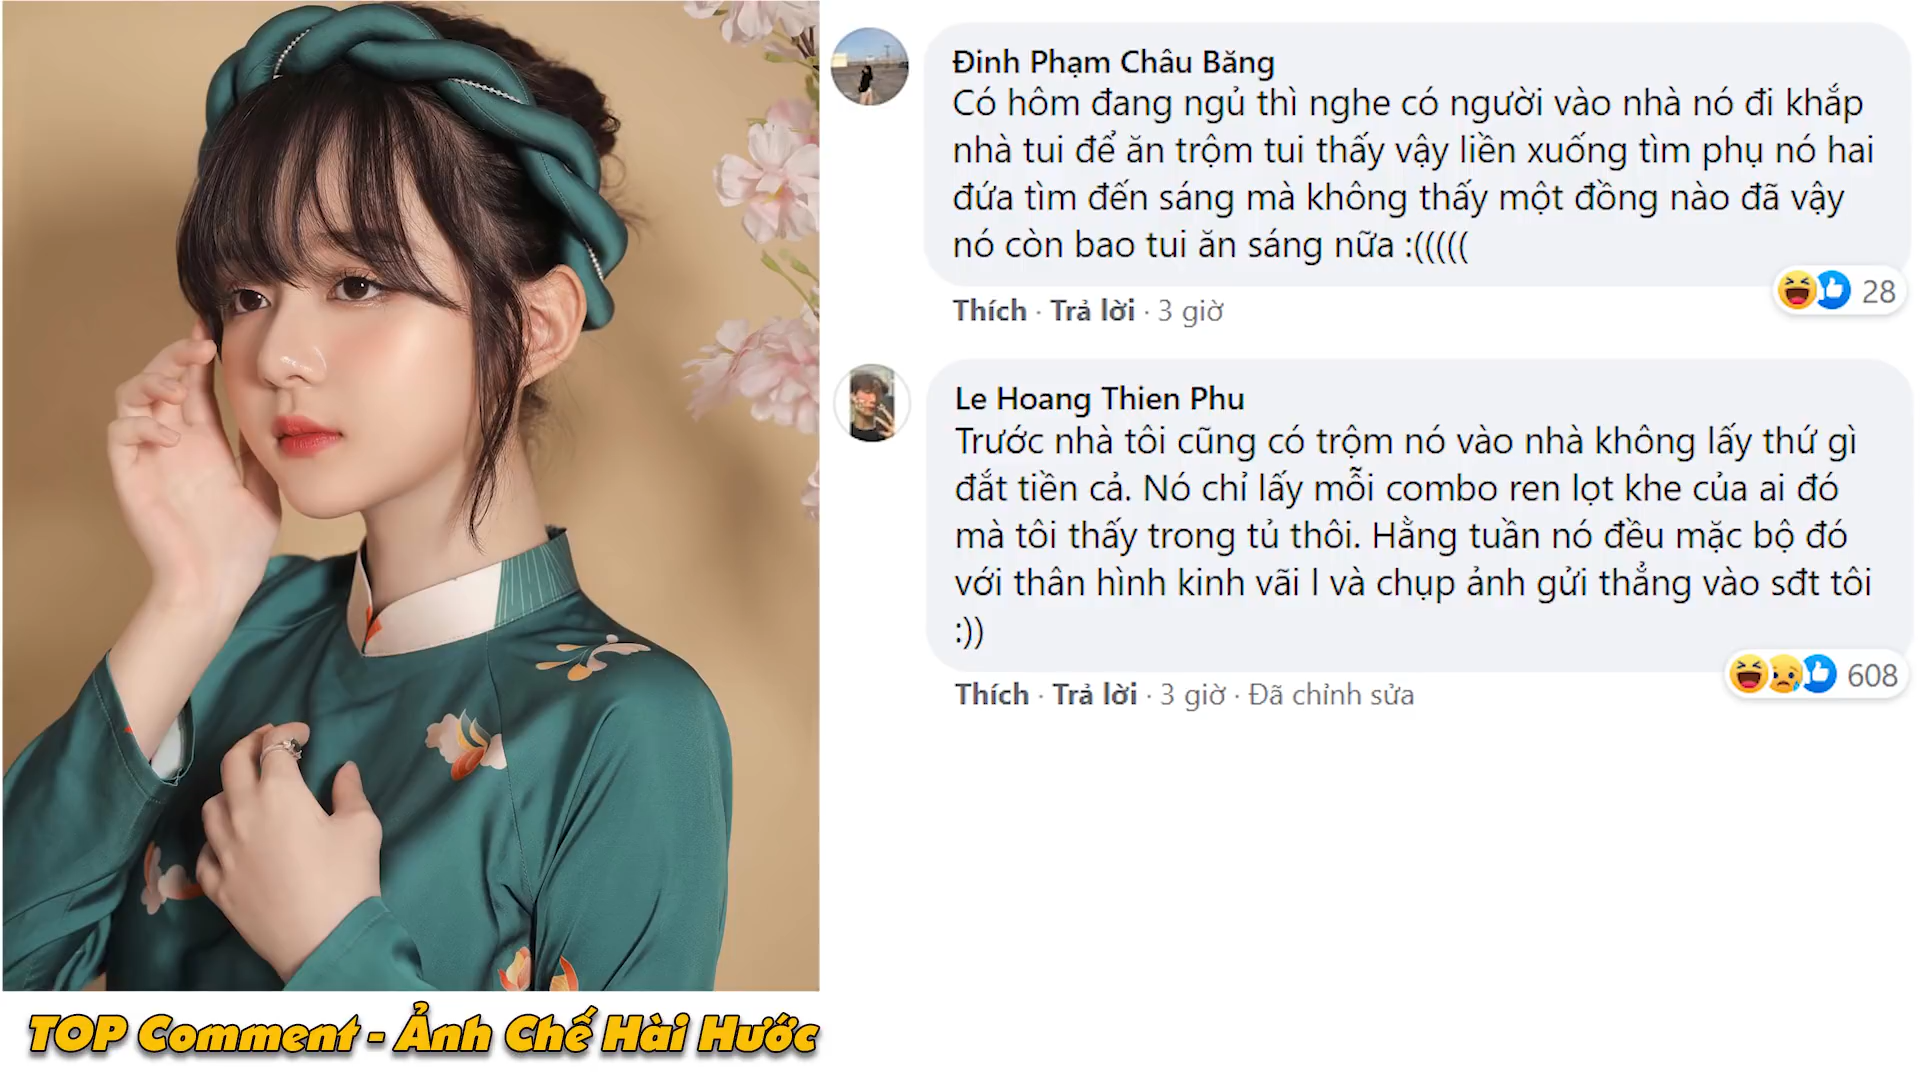 Đinh Phạm Châu Băng
Có hôm đang ngủ thì nghe có người vào nhà nó đi khắp
nhà tui để ăn trộm tui thấy vậy liền xuống tìm phụ nó hai
đứa tìm đến sáng mà không thấy một đồng nào đã vậy
nó còn bao tui ăn sáng nữa :(((((
28
Thích · Trả lời · 3 giờ
Le Hoang Thien Phu
Trước nhà tôi cũng có trộm nó vào nhà không lấy thứ gì
đắt tiền cả. Nó chỉ lấy mỗi combo ren lọt khe của ai đó
mà tôi thấy trong tủ thôi. Hằng tuần nó đều mặc bộ đó
với thân hình kinh vãi l và chụp ảnh gửi thẳng vào sđt tôi
:))
608
Thích · Trả lời · 3 giờ · Đã chỉnh sửa
TOP Comment - Ảnh Chế Hài Hước